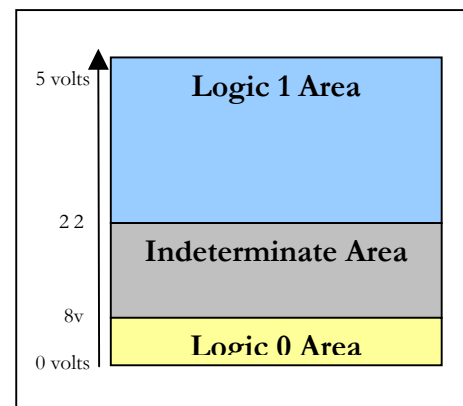 5 volts
Logic 1 Area
2 2
Indeterminate Area
8v
Logic 0 Area
0 volts